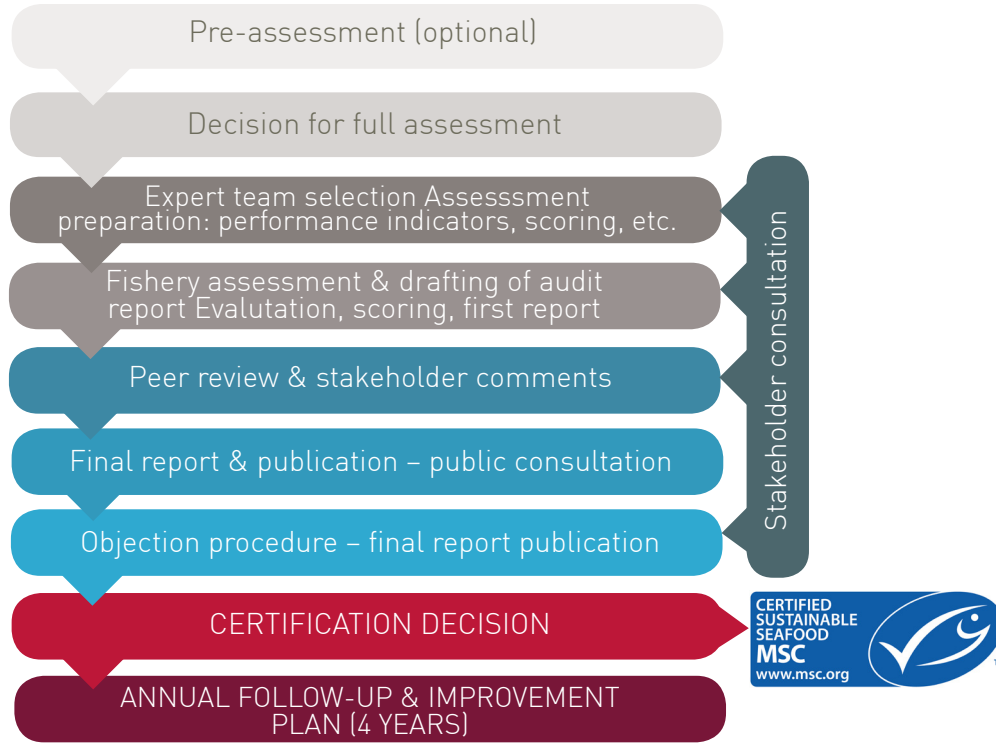 Pre-assessment (optional)
Decision for full assessment
Expert team selection Assesssment
preparation: performance indicators, scoring, etc.
Fishery assessment & drafting of audit
report Evalutation, scoring, first report
Peer review & stakeholder comments
Final report & publication – public consultation
Objection procedure – final report publication
Stakeholder consultation
CERTIFICATION DECISION
CERTIFIED
SUSTAINABLE
SEAFOOD
MSC
www.msc.org
ANNUAL FOLLOW-UP & IMPROVEMENT
PLAN (4 YEARS)